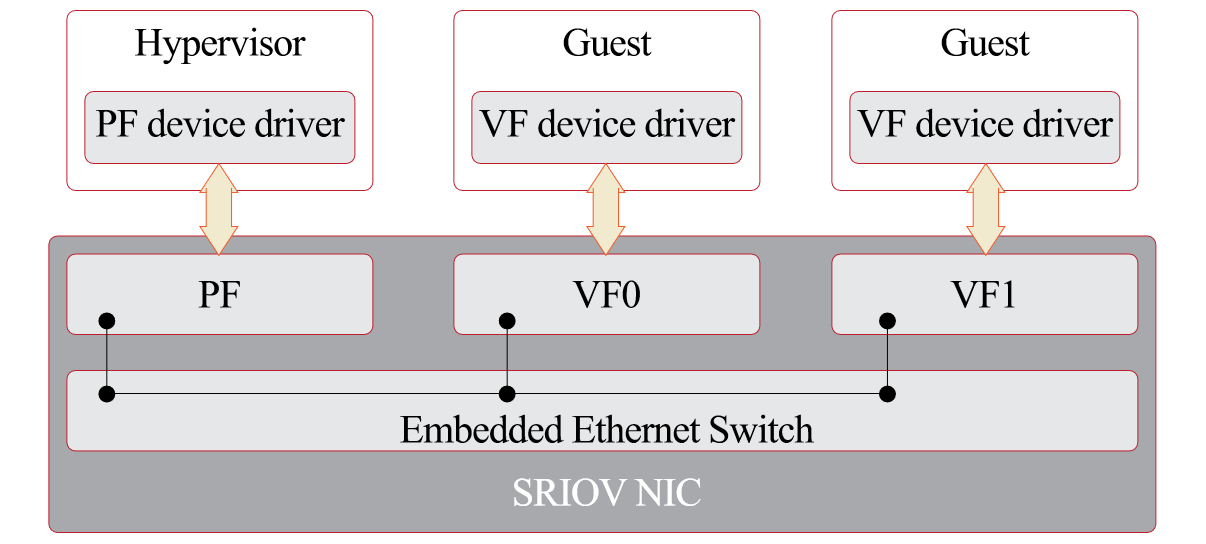 Hypervisor
Guest
Guest
PF device driver
VF device driver
VF device driver
PF
VF0
VF1
Embedded Ethernet Switch
SRIOV NIC